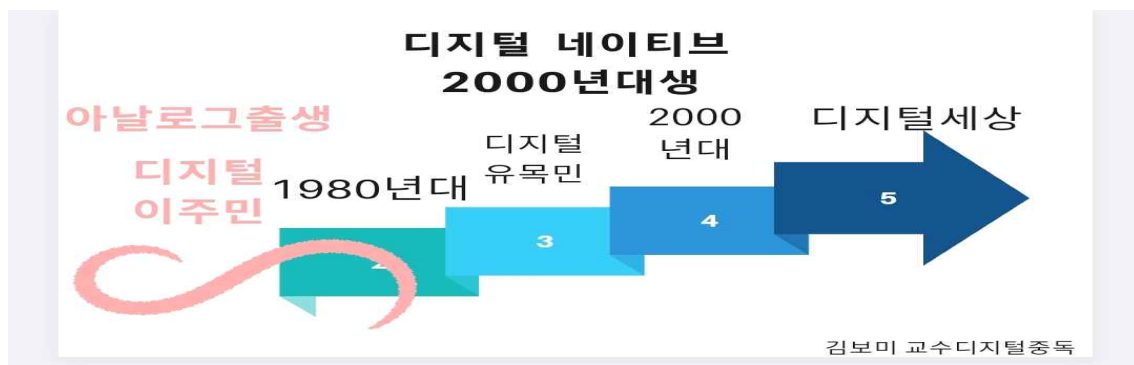 디지털 네이티브
2000년대생
아날로그출생
디지털
이주민
1980년대
디지털
유목민
2000
년대
디지털세상
2
3
4
5
김보미 교수디지털중독